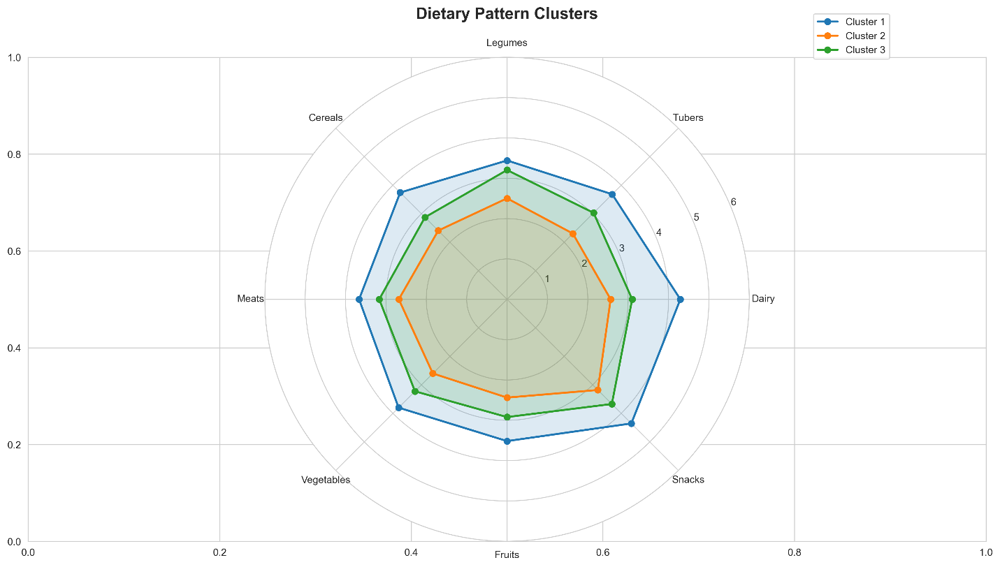 Dietary Pattern Clusters
Cluster 1
Cluster 2
Cluster 3
Legumes
Cereals
Tubers
Meats
Dairy
Vegetables
Snacks
Fruits
6
5
4
3
2
1
1.0
0.8
0.6
0.4
0.2
0.0
0.0
0.2
0.4
0.6
0.8
1.0